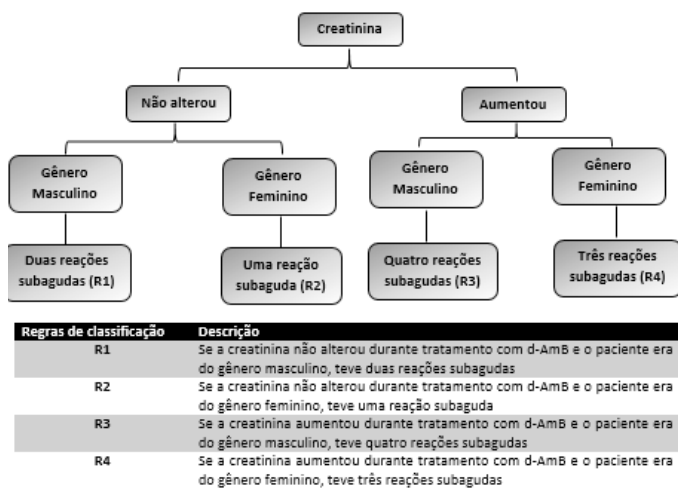 Creatinina
Não alterou
Aumentou
Gênero
Masculino
Gênero
Feminino
Gênero
Masculino
Gênero
Feminino
Duas reações
subagudas (R1)
Uma reação
subaguda (R2)
Quatro reações
subagudas (R3)
Três reações
subagudas (R4)
Regras de classificação Descrição
R1 Se a creatinina não alterou durante tratamento com d-AmB e o paciente era
do gênero masculino, teve duas reações subagudas
R2 Se a creatinina não alterou durante tratamento com d-AmB e o paciente era
do gênero feminino, teve uma reação subaguda
R3 Se a creatinina aumentou durante tratamento com d-AmB e o paciente era
do gênero masculino, teve quatro reações subagudas
R4 Se a creatinina aumentou durante tratamento com d-AmB e o paciente era
do gênero feminino, teve três reações subagudas